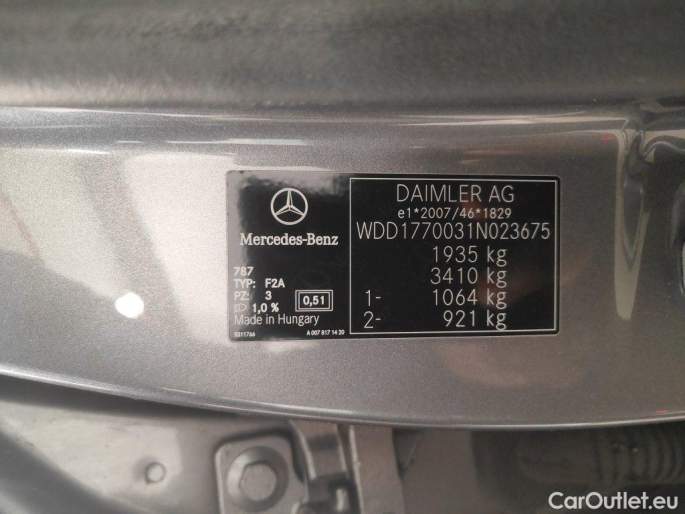 Mercedes-Benz
787
TYP: F2A
PZ: 3
1,0 %
0,51
Made in Hungary
A 007 817 14 20
DAIMLER AG
e1*2007/46*1829
WDD1770031N023675
1935 kg
3410 kg
1- 1064 kg
2- 921 kg
CarOutlet.eu